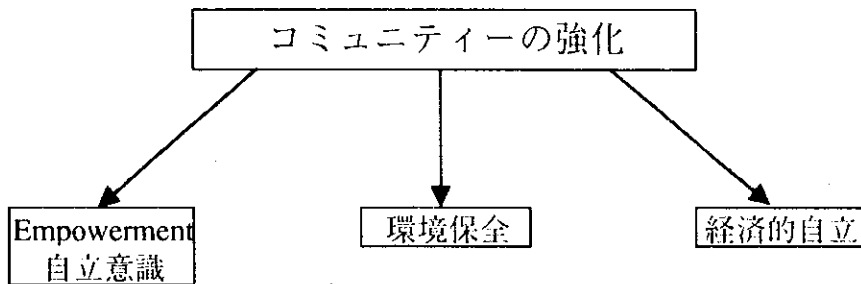 コミュニティーの強化
Empowerment
自立意識
環境保全
経済的自立